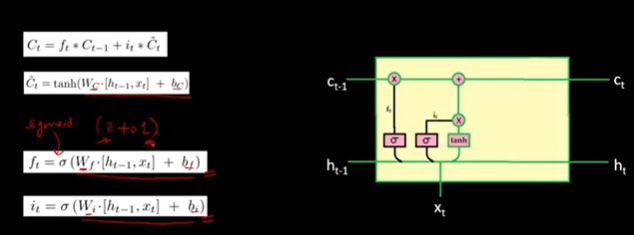 C_t = f_t * C_{t-1} + i_t * C̃_t
C̃_t = tanh(W_C·[h_{t-1}, x_t] + b_C)
sigmoid (0 to 1)
f_t = σ (W_f·[h_{t-1}, x_t] + b_f)
i_t = σ (W_i·[h_{t-1}, x_t] + b_i)
C_{t-1} x + C_t
f_t i_t x
σ σ tanh
h_{t-1} h_t
x_t